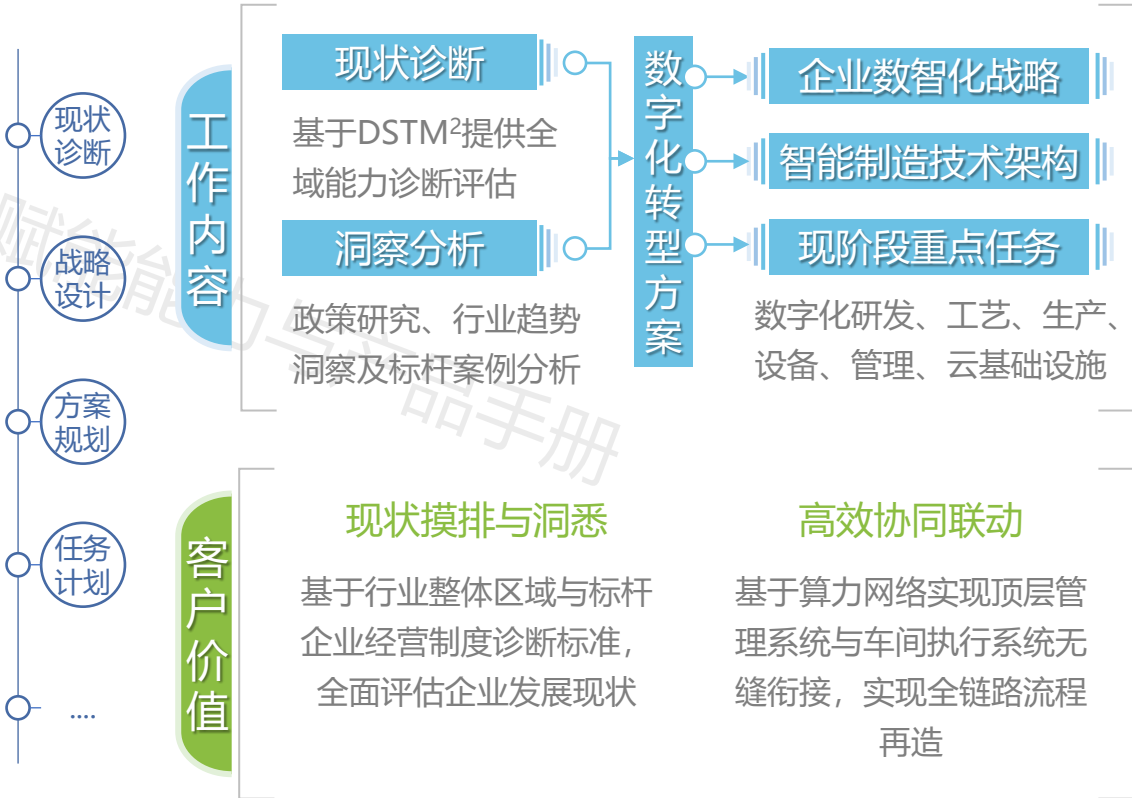 现状
诊断
战略
设计
方案
规划
任务
计划
....
工作内容
现状诊断
基于DSTM²提供全
域能力诊断评估
洞察分析
政策研究、行业趋势
洞察及标杆案例分析
数字化转型方案
企业数智化战略
智能制造技术架构
现阶段重点任务
数字化研发、工艺、生产、
设备、管理、云基础设施
客户价值
现状摸排与洞悉
基于行业整体区域与标杆
企业经营制度诊断标准，
全面评估企业发展现状
高效协同联动
基于算力网络实现顶层管
理系统与车间执行系统无
缝衔接，实现全链路流程
再造
赋能能力与产品手册